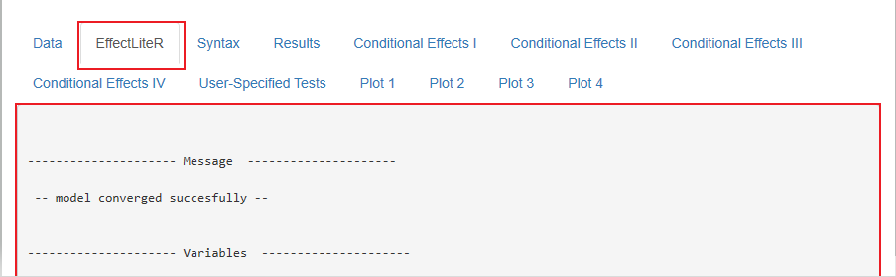 Data EffectLiteR Syntax Results Conditional Effects I Conditional Effects II Conditional Effects III
Conditional Effects IV User-Specified Tests Plot 1 Plot 2 Plot 3 Plot 4
--------------------- Message ---------------------
-- model converged succesfully --
--------------------- Variables ---------------------